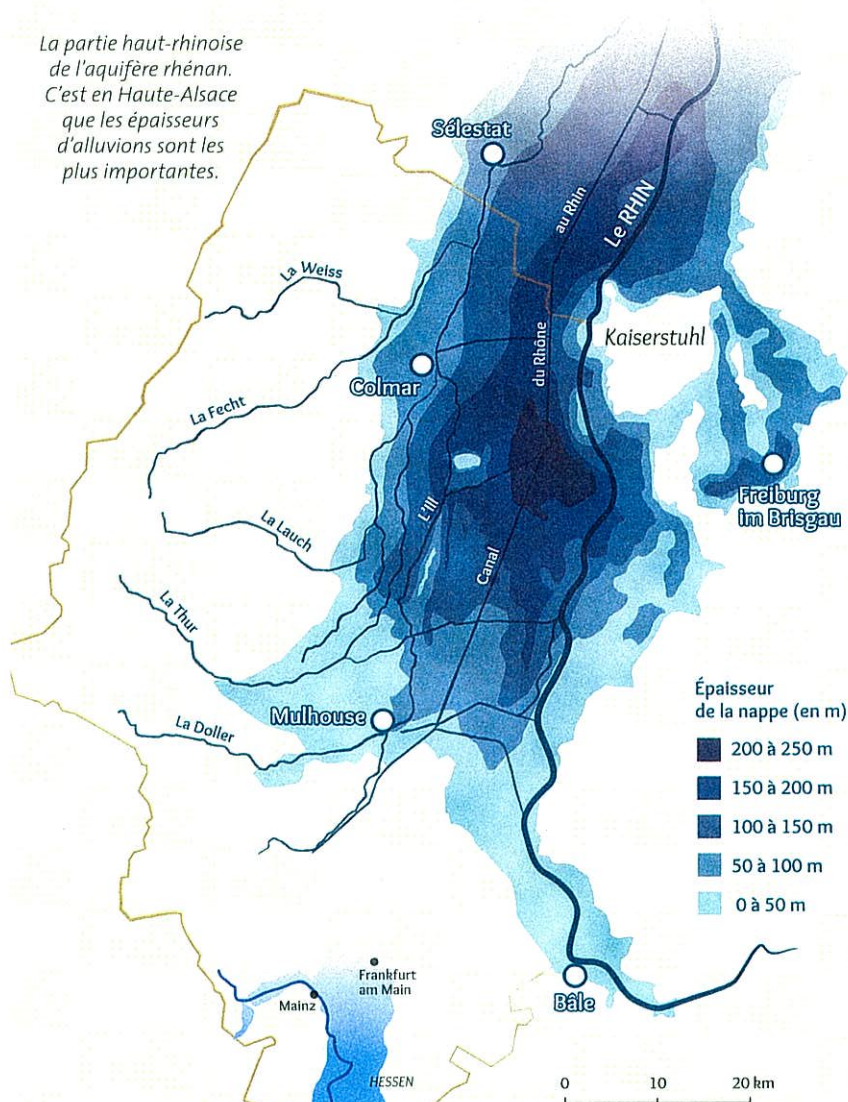 La partie haut-rhinoise
de l'aquifère rhénan.
C'est en Haute-Alsace
que les épaisseurs
d'alluvions sont les
plus importantes.
Sélestat
au Rhin
Le RHIN
La Weiss
Kaiserstuhl
du Rhône
Colmar
La Fecht
Freiburg
im Brisgau
L'Ill
La Lauch
Canal
La Thur
Mulhouse
La Doller
Épaisseur
de la nappe (en m)
200 à 250 m
150 à 200 m
100 à 150 m
50 à 100 m
0 à 50 m
Frankfurt
am Main
Mainz
Bâle
HESSEN
0 10 20 km